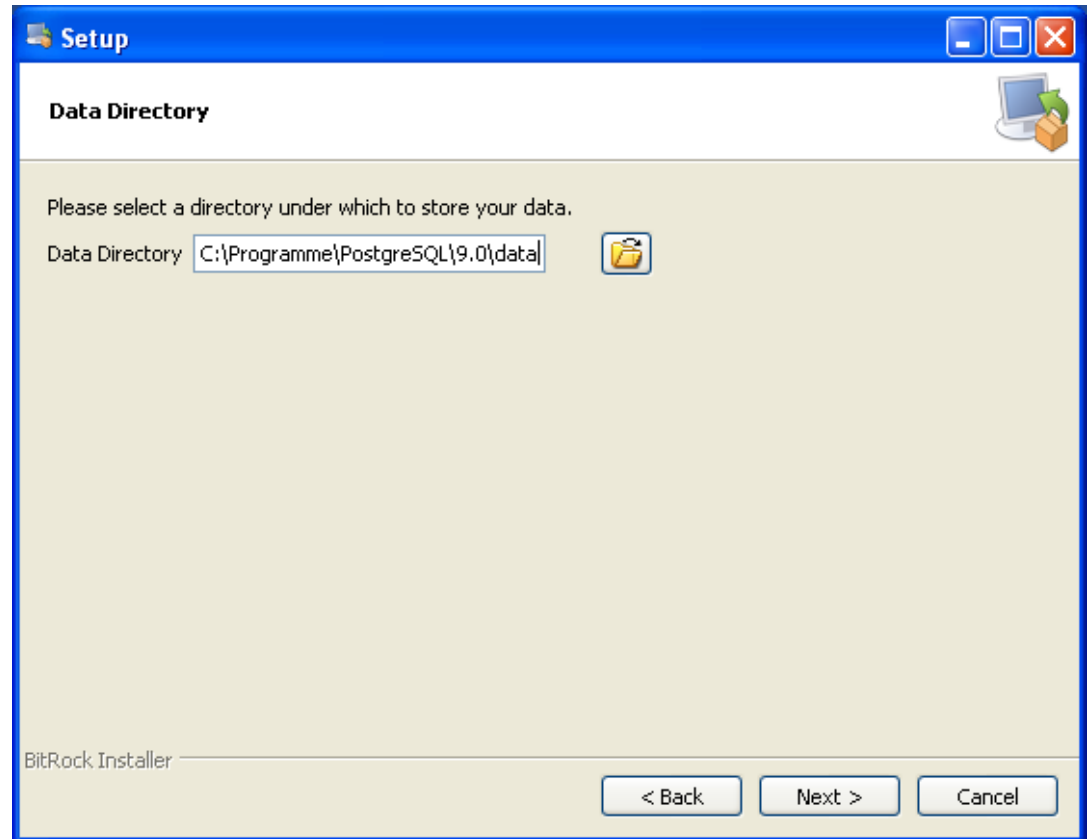 Setup
Data Directory
Please select a directory under which to store your data.
Data Directory C:\Programme\PostgreSQL\9.0\data
BitRock Installer
< Back Next > Cancel